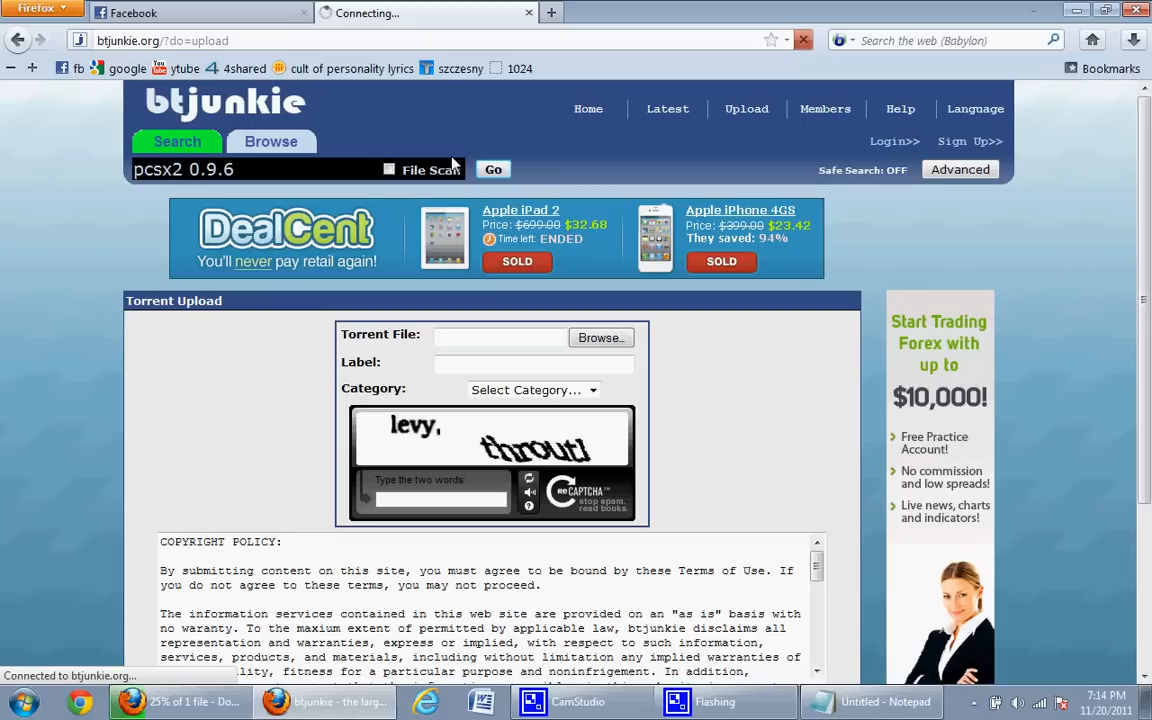 Firefox
Facebook
Connecting...
btjunkie.org/?do=upload
Search the web (Babylon)
fb google ytube 4shared cult of personality lyrics szczesny 1024
Bookmarks
btjunkie
Home Latest Upload Members Help Language
Search Browse
Login>> Sign Up>>
pcsx2 0.9.6 File Scan Go
Safe Search: OFF Advanced
DealCent
You'll never pay retail again!
Apple iPad 2
Price: $699.00 $32.68
Time left: ENDED
SOLD
Apple iPhone 4GS
Price: $399.00 $23.42
They saved: 94%
SOLD
Torrent Upload
Torrent File: Browse...
Label:
Category: Select Category...
levy,
throutl
Type the two words:
reCAPTCHA™
stop spam.
read books.
Start Trading
Forex with
up to
$10,000!
Free Practice
Account!
No commission
and low spreads!
Live news, charts
and indicators!
COPYRIGHT POLICY:
By submitting content on this site, you must agree to be bound by these Terms of Use. If
you do not agree to these terms, you may not proceed.
The information services contained in this web site are provided on an "as is" basis with
no warranty. To the maxium extent of permitted by applicable law, btjunkie disclaims all
representation and warranties, express or implied, with respect to such information,
services, products, and materials, including without limitation any implied warranties of
lity, fitness for a particular purpose and noninfrigement. In addition,
Connected to btjunkie.org...
25% of 1 file - Do...
btjunkie - the larg...
CamStudio
Flashing
Untitled - Notepad
7:14 PM
11/20/2011